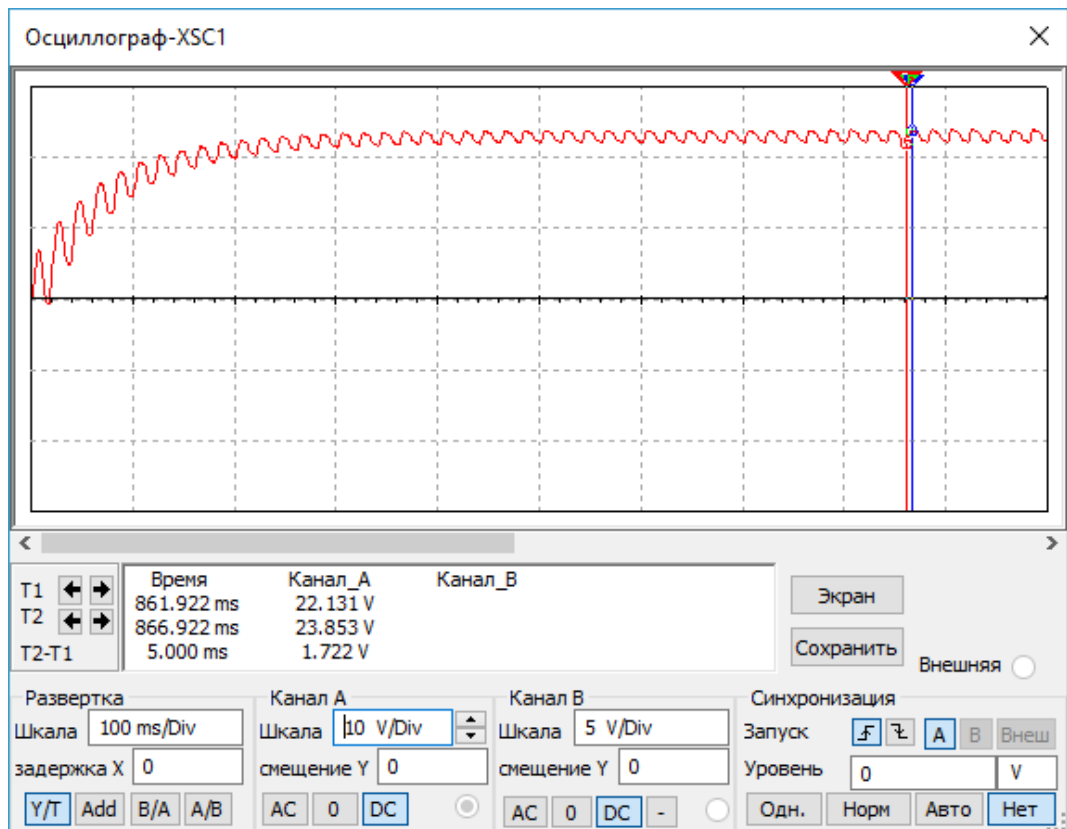 Осциллограф-XSC1
Время Канал_A Канал_B
T1 861.922 ms 22.131 V
T2 866.922 ms 23.853 V
T2-T1 5.000 ms 1.722 V
Экран
Сохранить
Внешняя
Развертка
Шкала 100 ms/Div
задержка X 0
Y/T Add B/A A/B
Канал A
Шкала 10 V/Div
смещение Y 0
AC 0 DC
Канал B
Шкала 5 V/Div
смещение Y 0
AC 0 DC -
Синхронизация
Запуск A B Внеш
Уровень 0 V
Одн. Норм Авто Нет